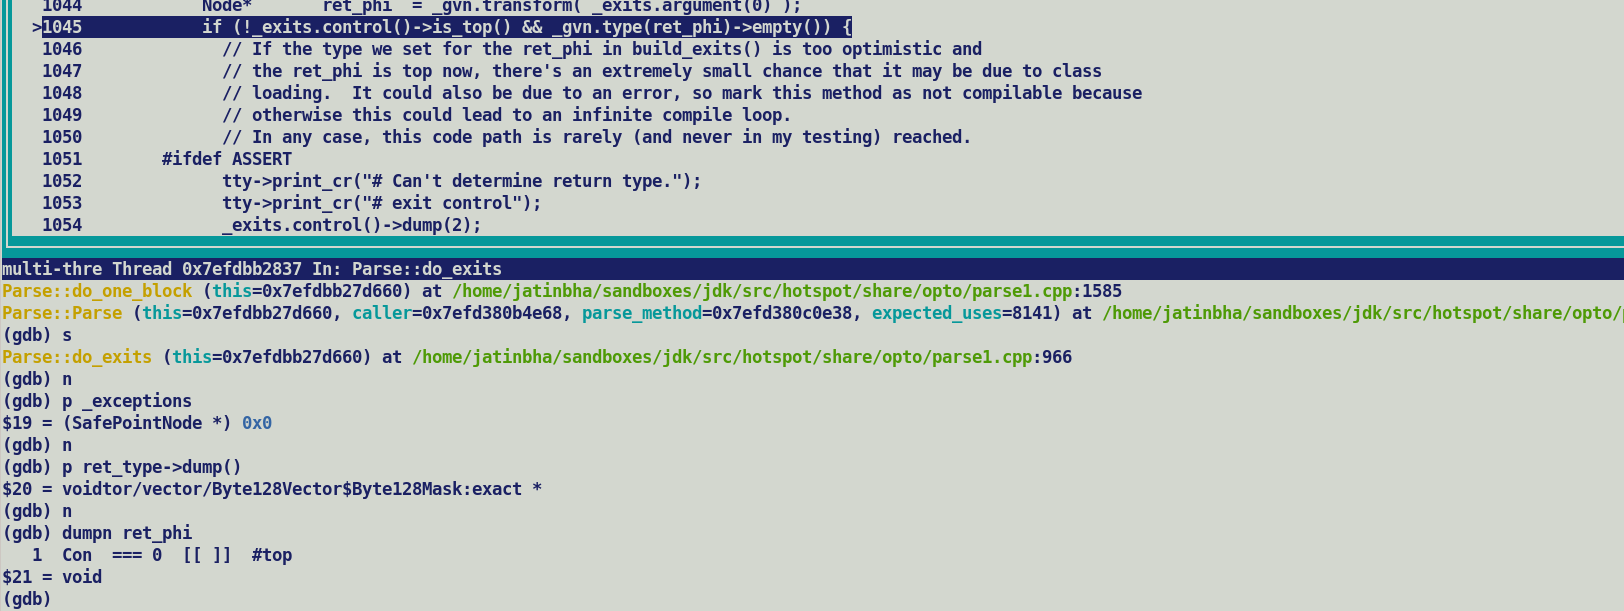 1044            Node*       ret_phi  = _gvn.transform( _exits.argument(0) );
>1045            if (!_exits.control()->is_top() && _gvn.type(ret_phi)->empty()) {
1046              // If the type we set for the ret_phi in build_exits() is too optimistic and
1047              // the ret_phi is top now, there's an extremely small chance that it may be due to class
1048              // loading.  It could also be due to an error, so mark this method as not compilable because
1049              // otherwise this could lead to an infinite compile loop.
1050              // In any case, this code path is rarely (and never in my testing) reached.
1051        #ifdef ASSERT
1052              tty->print_cr("# Can't determine return type.");
1053              tty->print_cr("# exit control");
1054              _exits.control()->dump(2);
multi-thre Thread 0x7efdbb2837 In: Parse::do_exits
Parse::do_one_block (this=0x7efdbb27d660) at /home/jatinbha/sandboxes/jdk/src/hotspot/share/opto/parse1.cpp:1585
Parse::Parse (this=0x7efdbb27d660, caller=0x7efd380b4e68, parse_method=0x7efd380c0e38, expected_uses=8141) at /home/jatinbha/sandboxes/jdk/src/hotspot/share/opto/
(gdb) s
Parse::do_exits (this=0x7efdbb27d660) at /home/jatinbha/sandboxes/jdk/src/hotspot/share/opto/parse1.cpp:966
(gdb) n
(gdb) p _exceptions
$19 = (SafePointNode *) 0x0
(gdb) n
(gdb) p ret_type->dump()
$20 = voidtor/vector/Byte128Vector$Byte128Mask:exact *
(gdb) n
(gdb) dumpn ret_phi
   1  Con  === 0  [[ ]]  #top
$21 = void
(gdb)